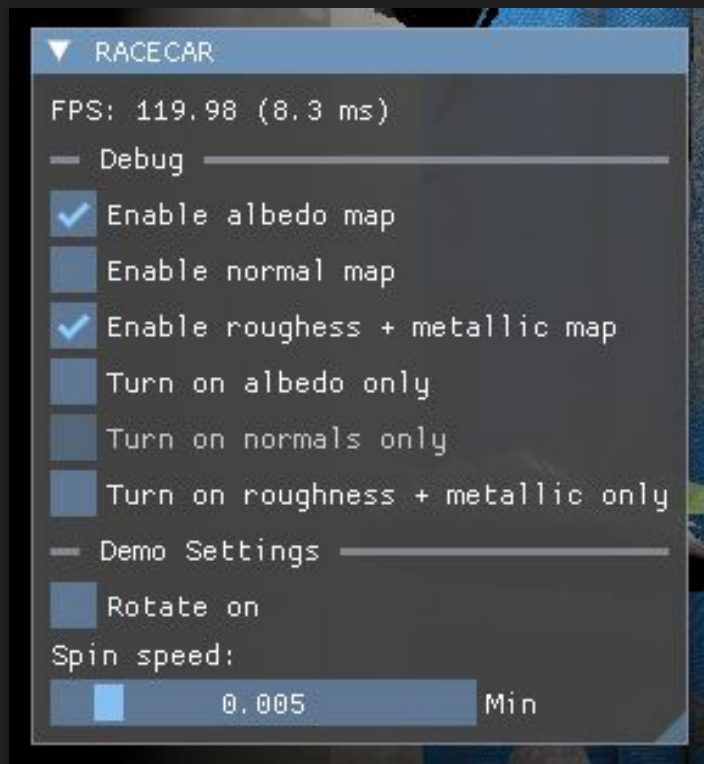 RACECAR
FPS: 119.98 (8.3 ms)
Debug
Enable albedo map
Enable normal map
Enable roughess + metallic map
Turn on albedo only
Turn on normals only
Turn on roughness + metallic only
Demo Settings
Rotate on
Spin speed:
0.005 Min